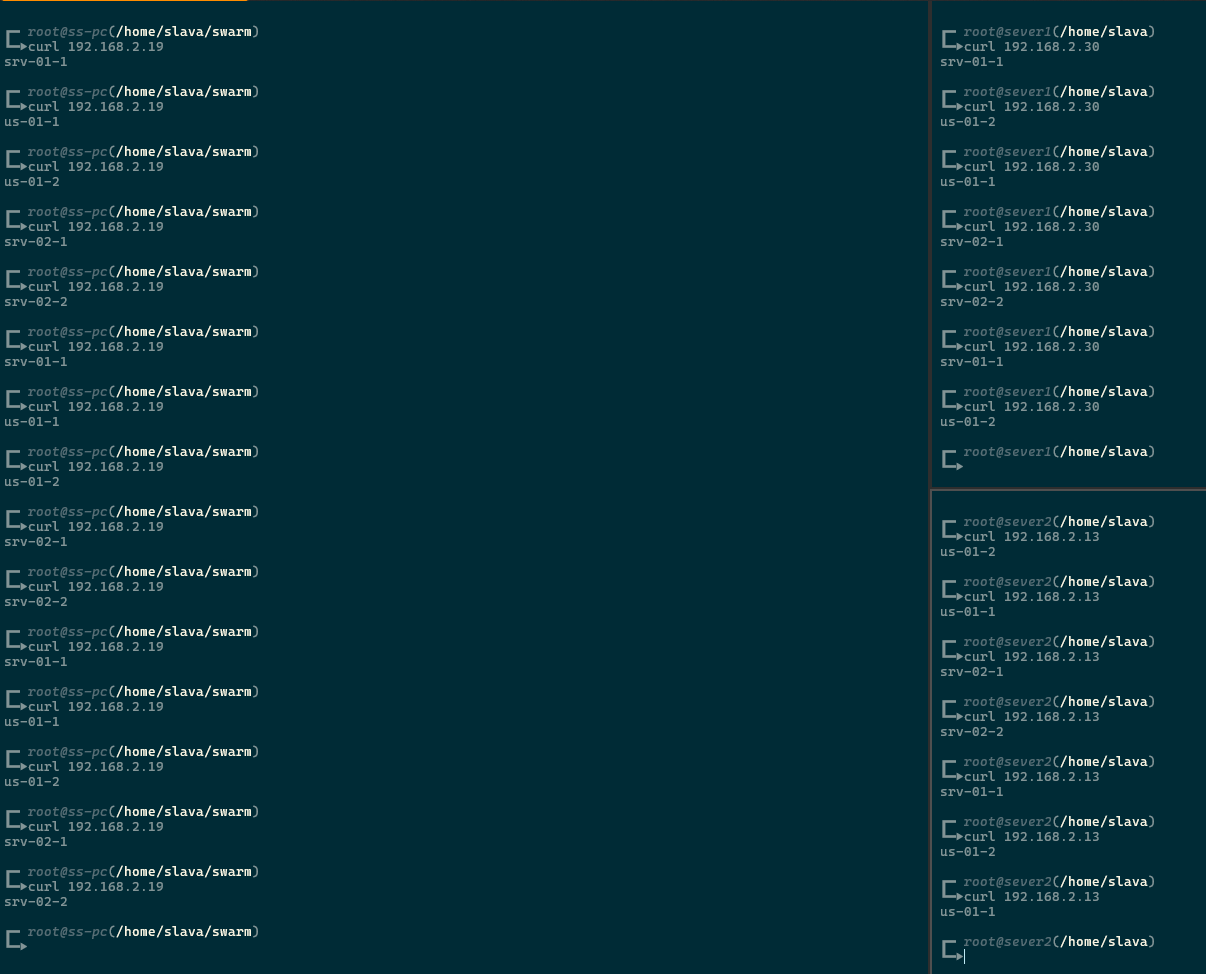 root@ss-pc(/home/slava/swarm)
curl 192.168.2.19
srv-01-1
root@ss-pc(/home/slava/swarm)
curl 192.168.2.19
us-01-1
root@ss-pc(/home/slava/swarm)
curl 192.168.2.19
us-01-2
root@ss-pc(/home/slava/swarm)
curl 192.168.2.19
srv-02-1
root@ss-pc(/home/slava/swarm)
curl 192.168.2.19
srv-02-2
root@ss-pc(/home/slava/swarm)
curl 192.168.2.19
srv-01-1
root@ss-pc(/home/slava/swarm)
curl 192.168.2.19
us-01-1
root@ss-pc(/home/slava/swarm)
curl 192.168.2.19
us-01-2
root@ss-pc(/home/slava/swarm)
curl 192.168.2.19
srv-02-1
root@ss-pc(/home/slava/swarm)
curl 192.168.2.19
srv-02-2
root@ss-pc(/home/slava/swarm)
curl 192.168.2.19
srv-01-1
root@ss-pc(/home/slava/swarm)
curl 192.168.2.19
us-01-1
root@ss-pc(/home/slava/swarm)
curl 192.168.2.19
us-01-2
root@ss-pc(/home/slava/swarm)
curl 192.168.2.19
srv-02-1
root@ss-pc(/home/slava/swarm)
curl 192.168.2.19
srv-02-2
root@ss-pc(/home/slava/swarm)
root@sever1(/home/slava)
curl 192.168.2.30
srv-01-1
root@sever1(/home/slava)
curl 192.168.2.30
us-01-2
root@sever1(/home/slava)
curl 192.168.2.30
us-01-1
root@sever1(/home/slava)
curl 192.168.2.30
srv-02-1
root@sever1(/home/slava)
curl 192.168.2.30
srv-02-2
root@sever1(/home/slava)
curl 192.168.2.30
srv-01-1
root@sever1(/home/slava)
curl 192.168.2.30
us-01-2
root@sever1(/home/slava)
root@sever2(/home/slava)
curl 192.168.2.13
us-01-2
root@sever2(/home/slava)
curl 192.168.2.13
us-01-1
root@sever2(/home/slava)
curl 192.168.2.13
srv-02-1
root@sever2(/home/slava)
curl 192.168.2.13
srv-02-2
root@sever2(/home/slava)
curl 192.168.2.13
srv-01-1
root@sever2(/home/slava)
curl 192.168.2.13
us-01-2
root@sever2(/home/slava)
curl 192.168.2.13
us-01-1
root@sever2(/home/slava)